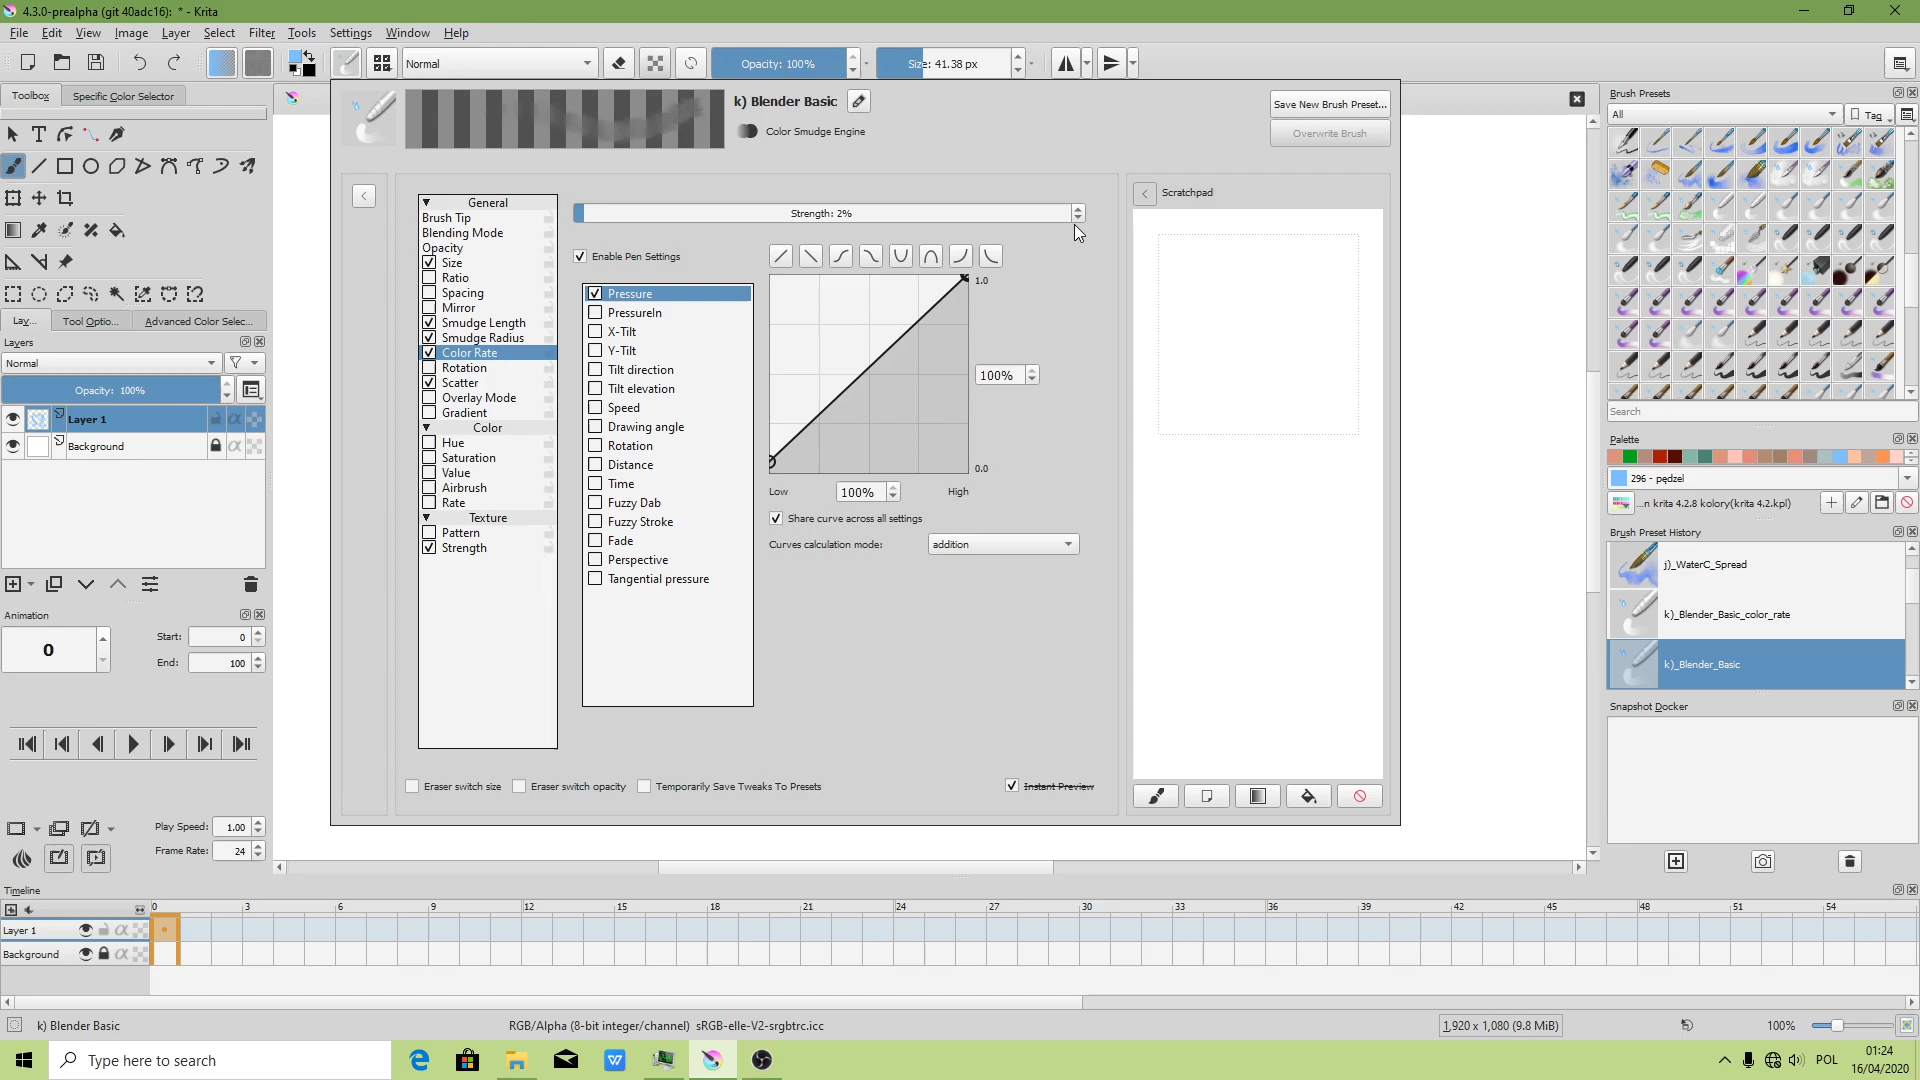 4.3.0-prealpha (git 40adc16): * - Krita
File Edit View Image Layer Select Filter Tools Settings Window Help
Normal
Opacity: 100%
Size: 41.38 px
Toolbox
Specific Color Selector
k) Blender Basic
Color Smudge Engine
Save New Brush Preset...
Overwrite Brush
Brush Presets
All
Tag
General
Brush Tip
Blending Mode
Opacity
Size
Ratio
Spacing
Mirror
Smudge Length
Smudge Radius
Color Rate
Rotation
Scatter
Overlay Mode
Gradient
Color
Hue
Saturation
Value
Airbrush
Rate
Texture
Pattern
Strength
Strength: 2%
Enable Pen Settings
Pressure
PressureIn
X-Tilt
Y-Tilt
Tilt direction
Tilt elevation
Speed
Drawing angle
Rotation
Distance
Time
Fuzzy Dab
Fuzzy Stroke
Fade
Perspective
Tangential pressure
1.0
100%
0.0
Low
100%
High
Share curve across all settings
Curves calculation mode:
addition
Scratchpad
Eraser switch size
Eraser switch opacity
Temporarily Save Tweaks To Presets
Instant Preview
Lay...
Tool Optio...
Advanced Color Selec...
Layers
Normal
Opacity: 100%
Layer 1
Background
Animation
0
Start: 0
End: 100
Play Speed: 1.00
Frame Rate: 24
Search
Palette
296 - pędzel
...n krita 4.2.8 kolory(krita 4.2.kpl)
Brush Preset History
j)_WaterC_Spread
k)_Blender_Basic_color_rate
k)_Blender_Basic
Snapshot Docker
Timeline
0 3 6 9 12 15 18 21 24 27 30 33 36 39 42 45 48 51 54
Layer 1
Background
k) Blender Basic
RGB/Alpha (8-bit integer/channel) sRGB-elle-V2-srgbtrc.icc
1,920 x 1,080 (9.8 MiB)
100%
Type here to search
POL
01:24
16/04/2020